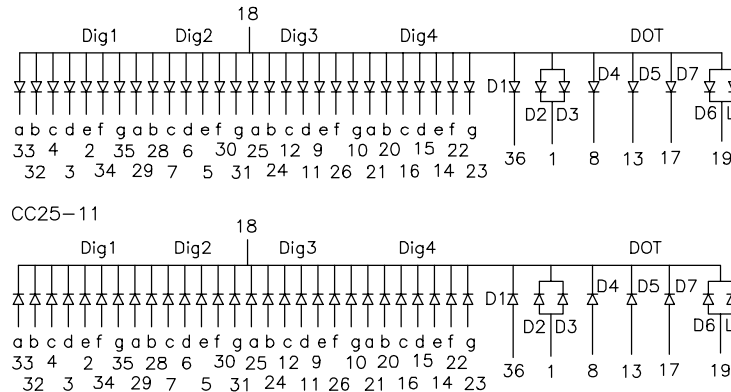 18
Dig1 Dig2 Dig3 Dig4 DOT
D1 D4 D5 D7
D2 D3 D6 L
a b c d e f g a b c d e f g a b c d e f g a b c d e f g
33 4 2 35 28 6 30 25 12 9 10 20 15 22
32 3 34 29 7 5 31 24 11 26 21 16 14 23 36 1 8 13 17 19
CC25-11
18
Dig1 Dig2 Dig3 Dig4 DOT
D1 D4 D5 D7
D2 D3 D6 L
a b c d e f g a b c d e f g a b c d e f g a b c d e f g
33 4 2 35 28 6 30 25 12 9 10 20 15 22
32 3 34 29 7 5 31 24 11 26 21 16 14 23 36 1 8 13 17 19